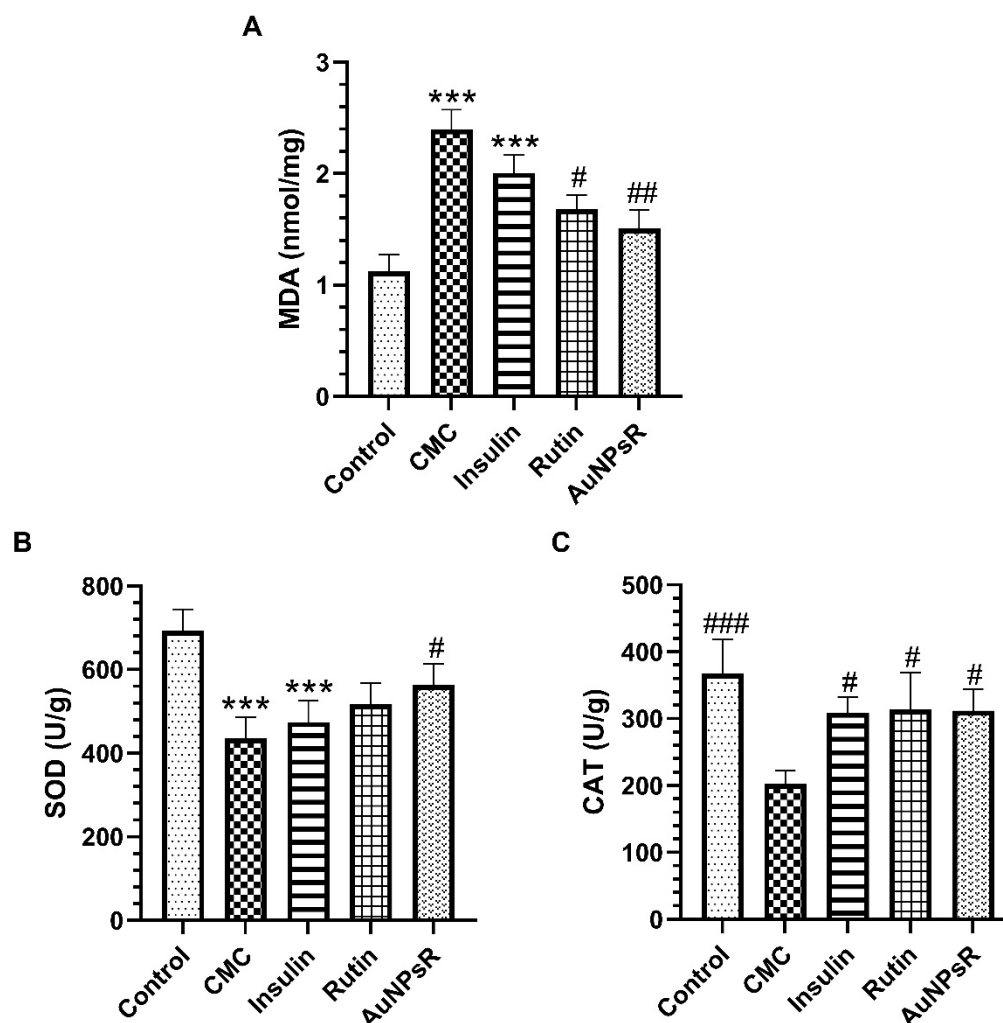 A
MDA (nmol/mg)
3
2
1
0
***
***
#
##
Control
CMC
Insulin
Rutin
AuNPsR
B
SOD (U/g)
800
600
400
200
0
***
***
#
Control
CMC
Insulin
Rutin
AuNPsR
C
CAT (U/g)
500
400
300
200
100
0
###
#
#
#
Control
CMC
Insulin
Rutin
AuNPsR